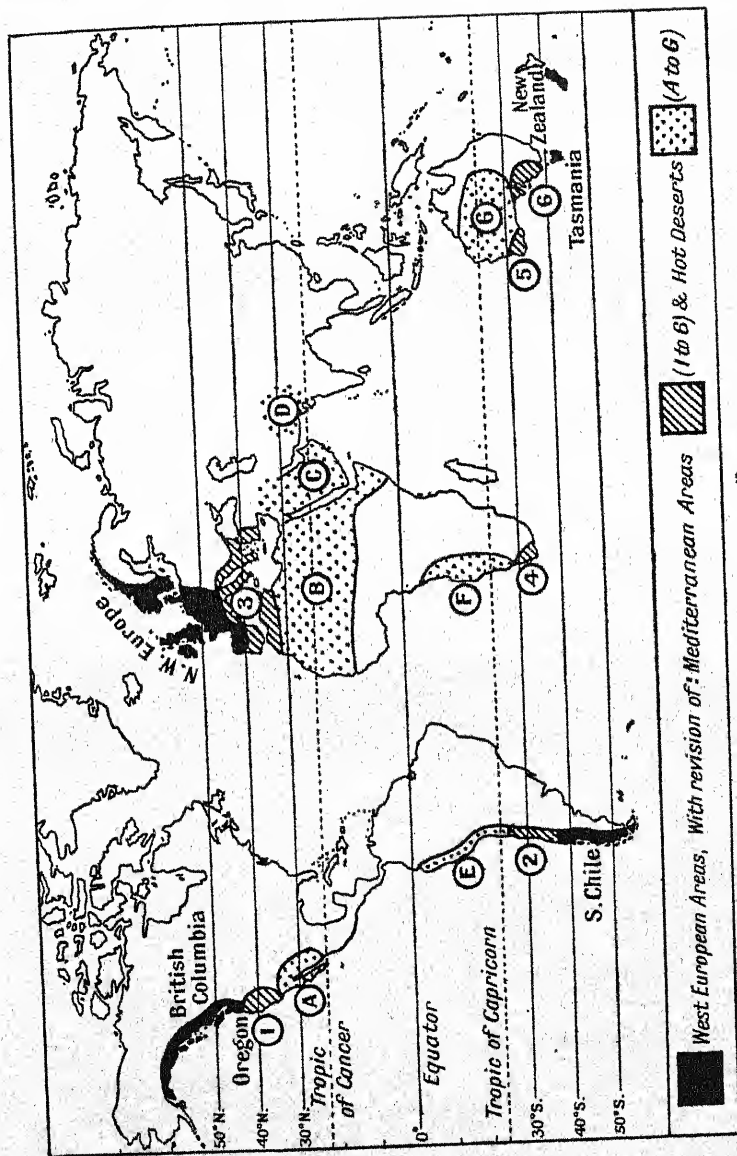 British
Columbia
Oregon
1
A
Tropic
of Cancer
Equator
Tropic of Capricorn
E
2
S. Chile
N. W. Europe
3
B
C
D
F
4
G
5
6
New
Zealand
Tasmania
50°N.
40°N.
30°N.
0°
30°S.
40°S.
50°S.
West European Areas, With revision of: Mediterranean Areas (1 to 6) & Hot Deserts (A to G)